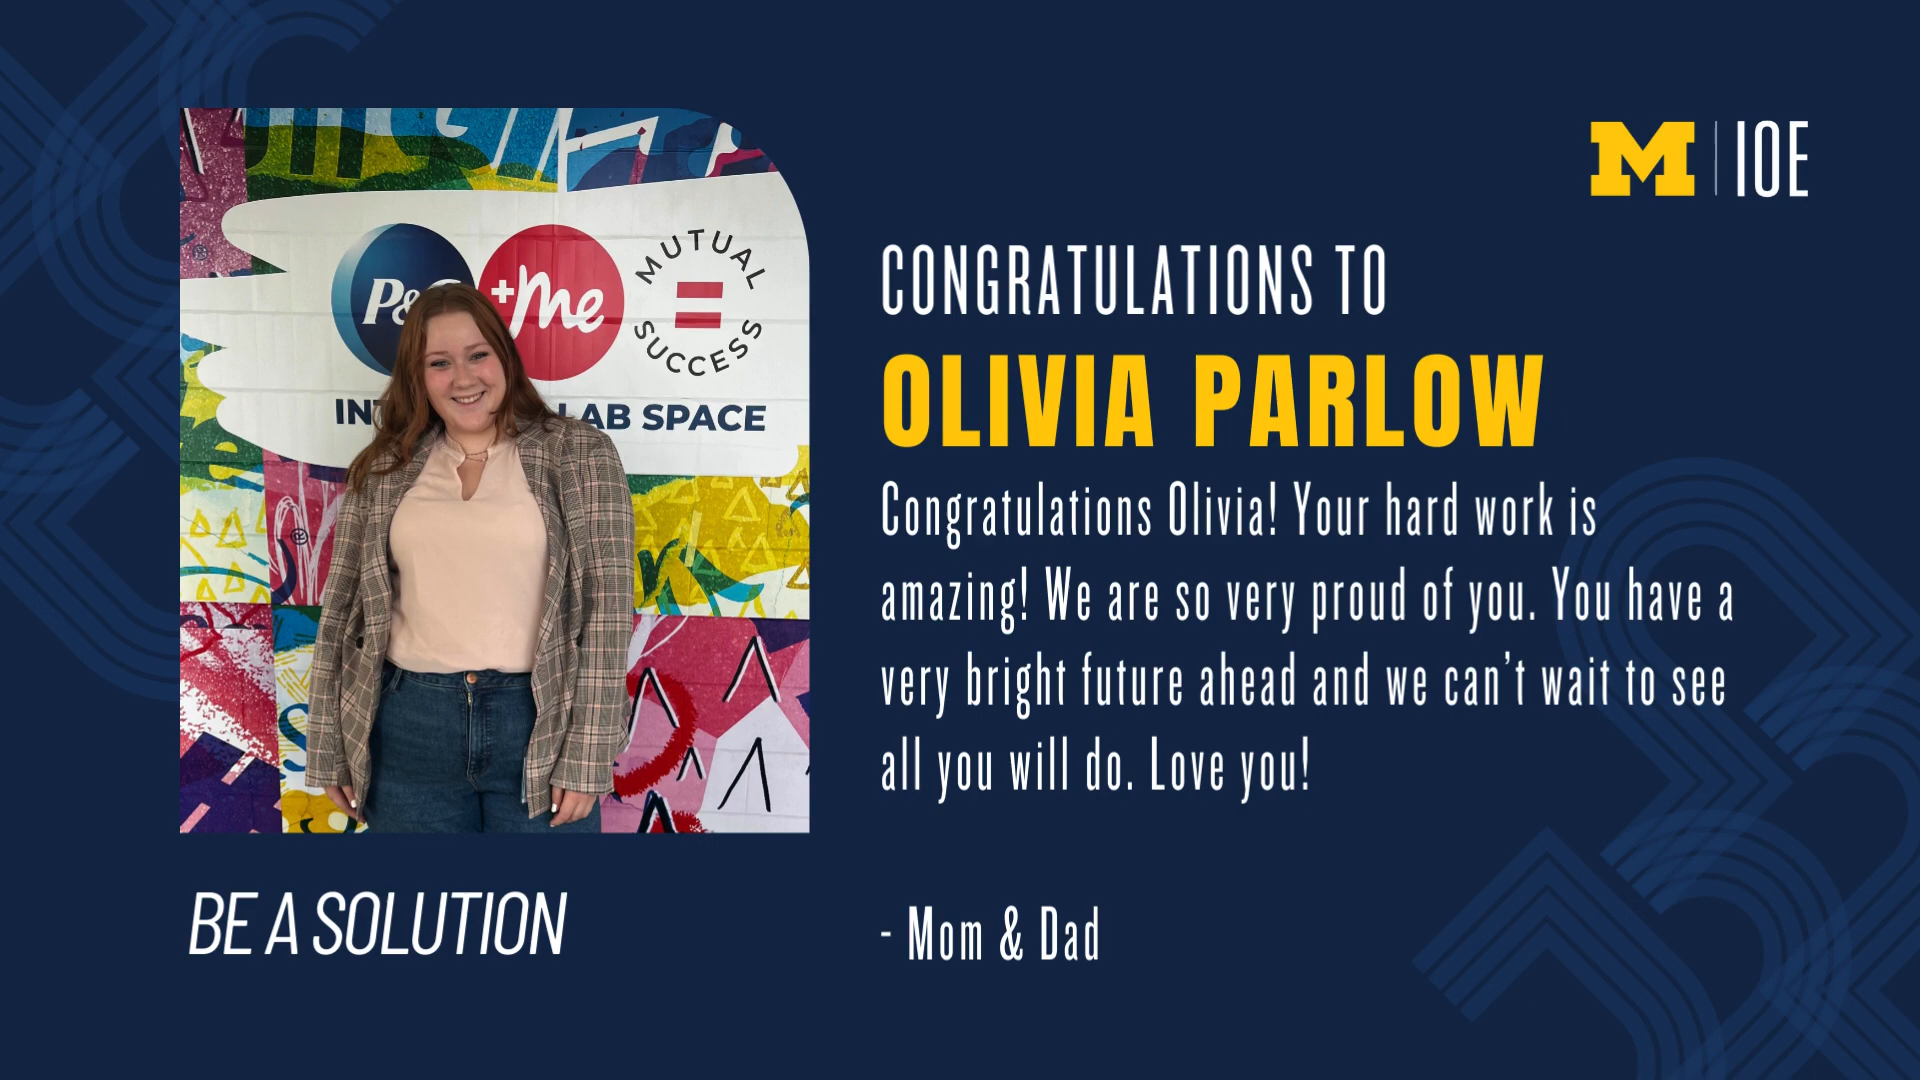 M | IOE
P&
+me
MUTUAL
=
SUCCESS
LAB SPACE
®
®
CONGRATULATIONS TO
OLIVIA PARLOW
Congratulations Olivia! Your hard work is
amazing! We are so very proud of you. You have a
very bright future ahead and we can’t wait to see
all you will do. Love you!
- Mom & Dad
BE A SOLUTION